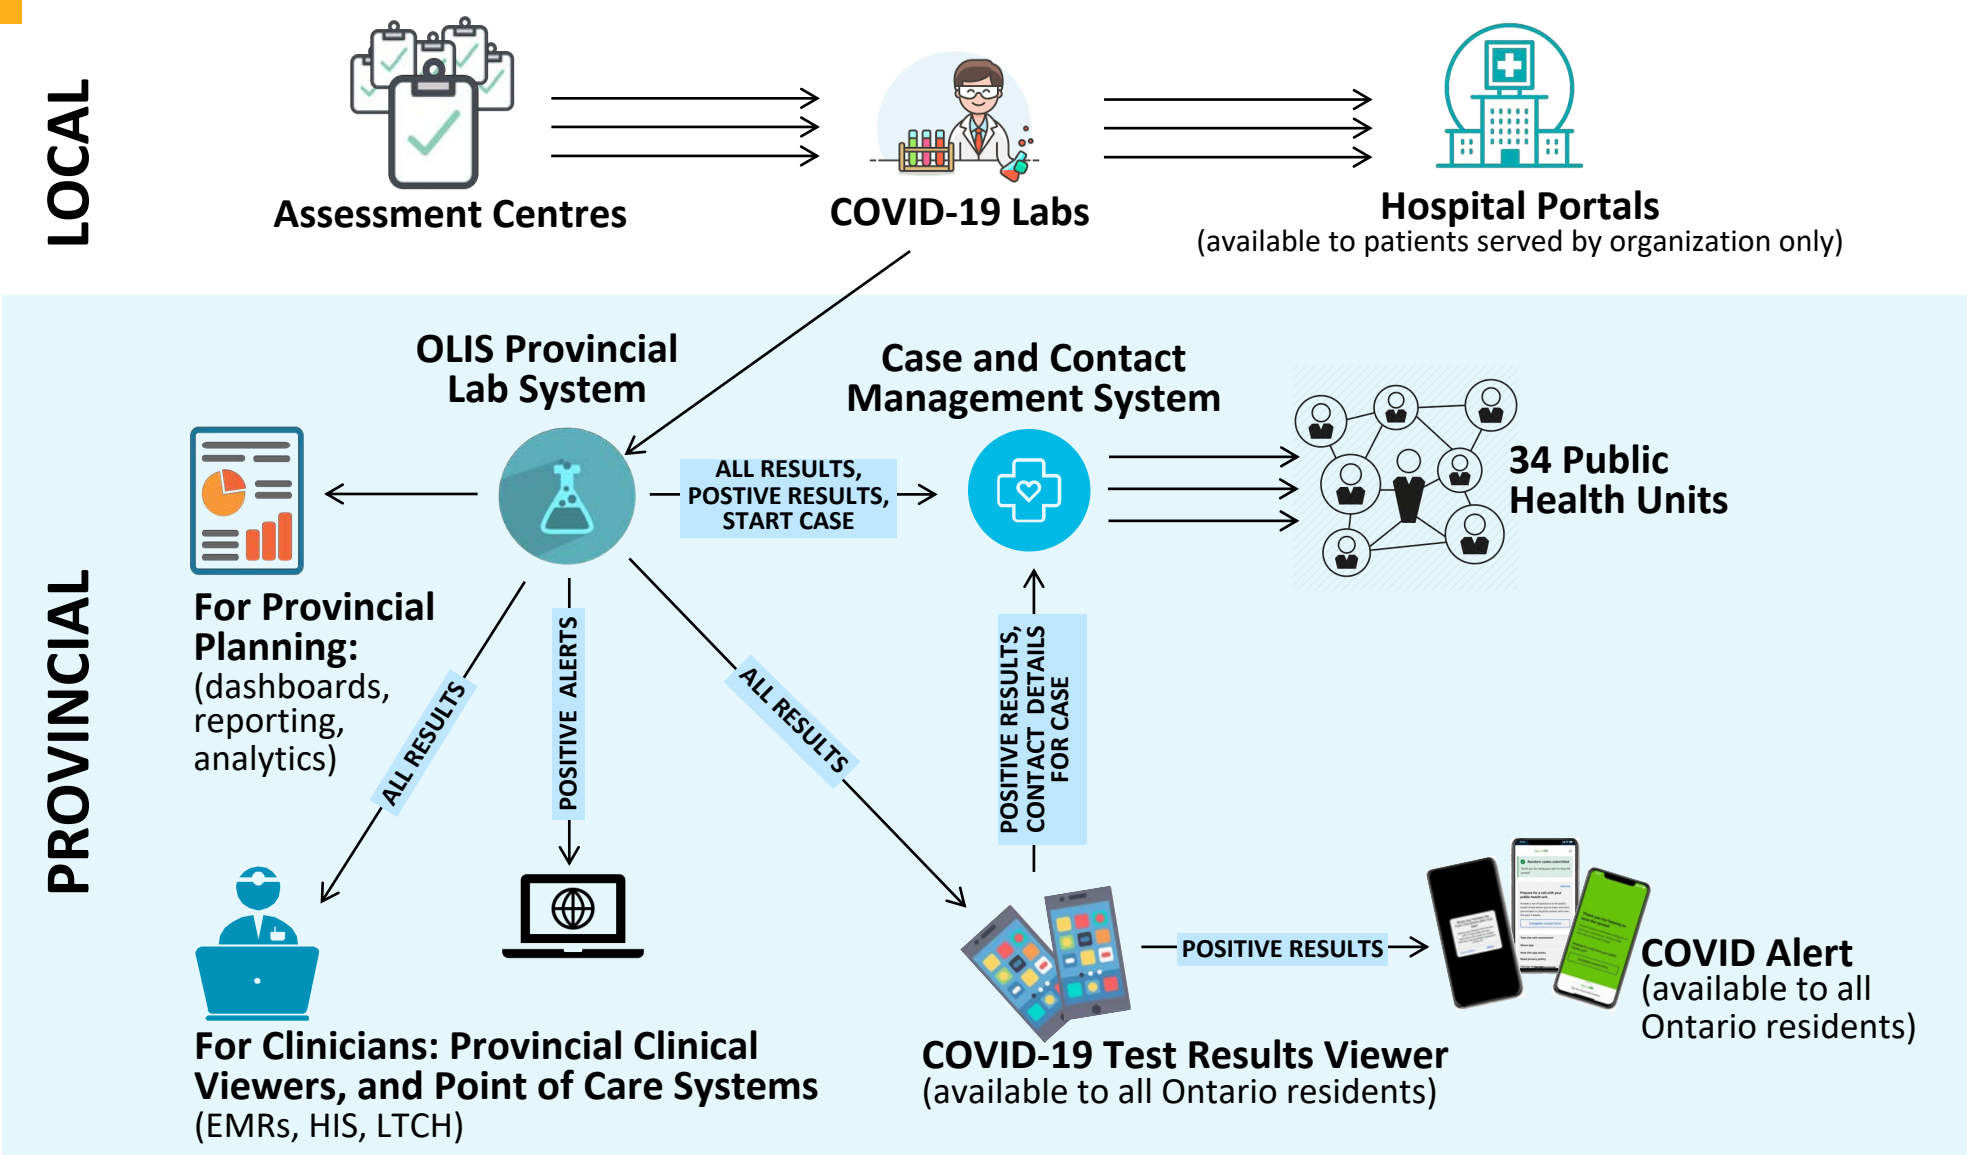 LOCAL
Assessment Centres
COVID-19 Labs
Hospital Portals
(available to patients served by organization only)
PROVINCIAL
OLIS Provincial
Lab System
Case and Contact
Management System
ALL RESULTS,
POSTIVE RESULTS,
START CASE
34 Public
Health Units
For Provincial
Planning:
(dashboards,
reporting,
analytics)
ALL RESULTS
POSITIVE ALERTS
ALL RESULTS
POSITIVE RESULTS,
CONTACT DETAILS
FOR CASE
For Clinicians: Provincial Clinical
Viewers, and Point of Care Systems
(EMRs, HIS, LTCH)
COVID-19 Test Results Viewer
(available to all Ontario residents)
POSITIVE RESULTS
COVID Alert
(available to all
Ontario residents)